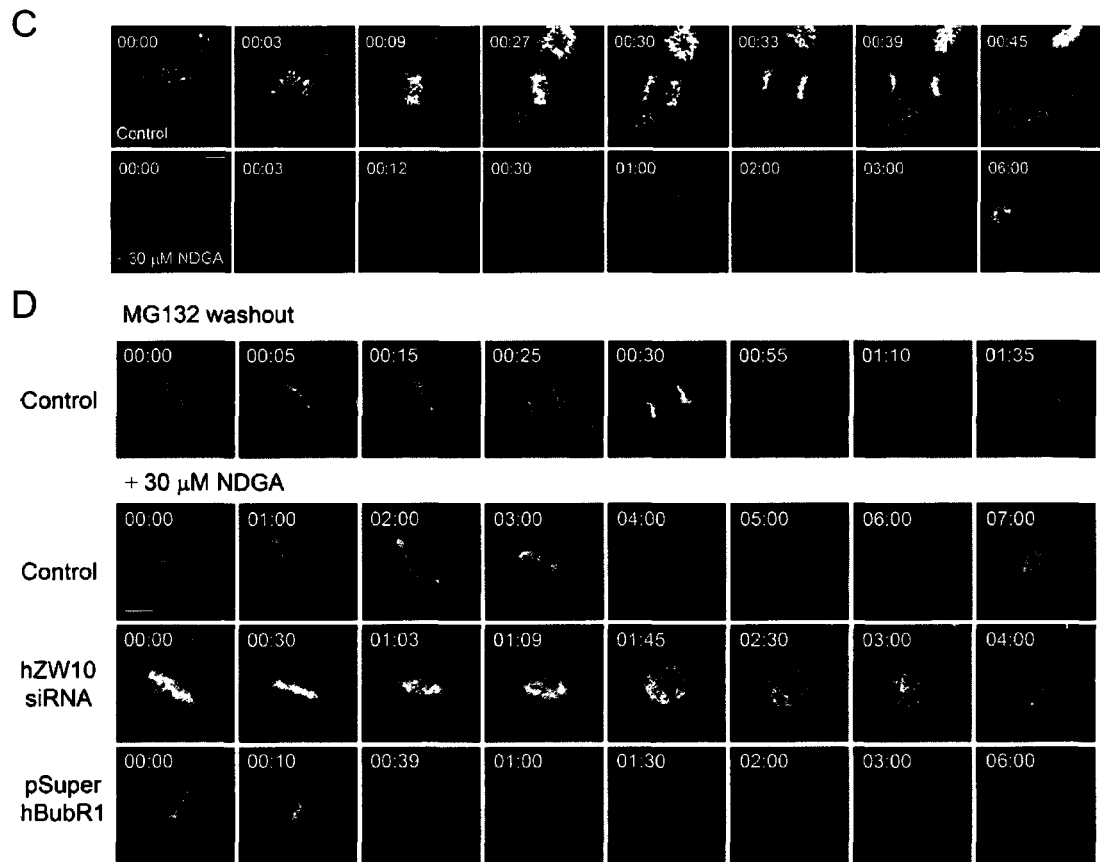 C
00:00 00:03 00:09 00:27 00:30 00:33 00:39 00:45
Control
00:00 00:03 00:12 00:30 01:00 02:00 03:00 06:00
+ 30 μM NDGA
D
MG132 washout
00:00 00:05 00:15 00:25 00:30 00:55 01:10 01:35
Control
+ 30 μM NDGA
00:00 01:00 02:00 03:00 04:00 05:00 06:00 07:00
Control
00:00 00:30 01:03 01:09 01:45 02:30 03:00 04:00
hZW10
siRNA
00:00 00:10 00:39 01:00 01:30 02:00 03:00 06:00
pSuper
hBubR1